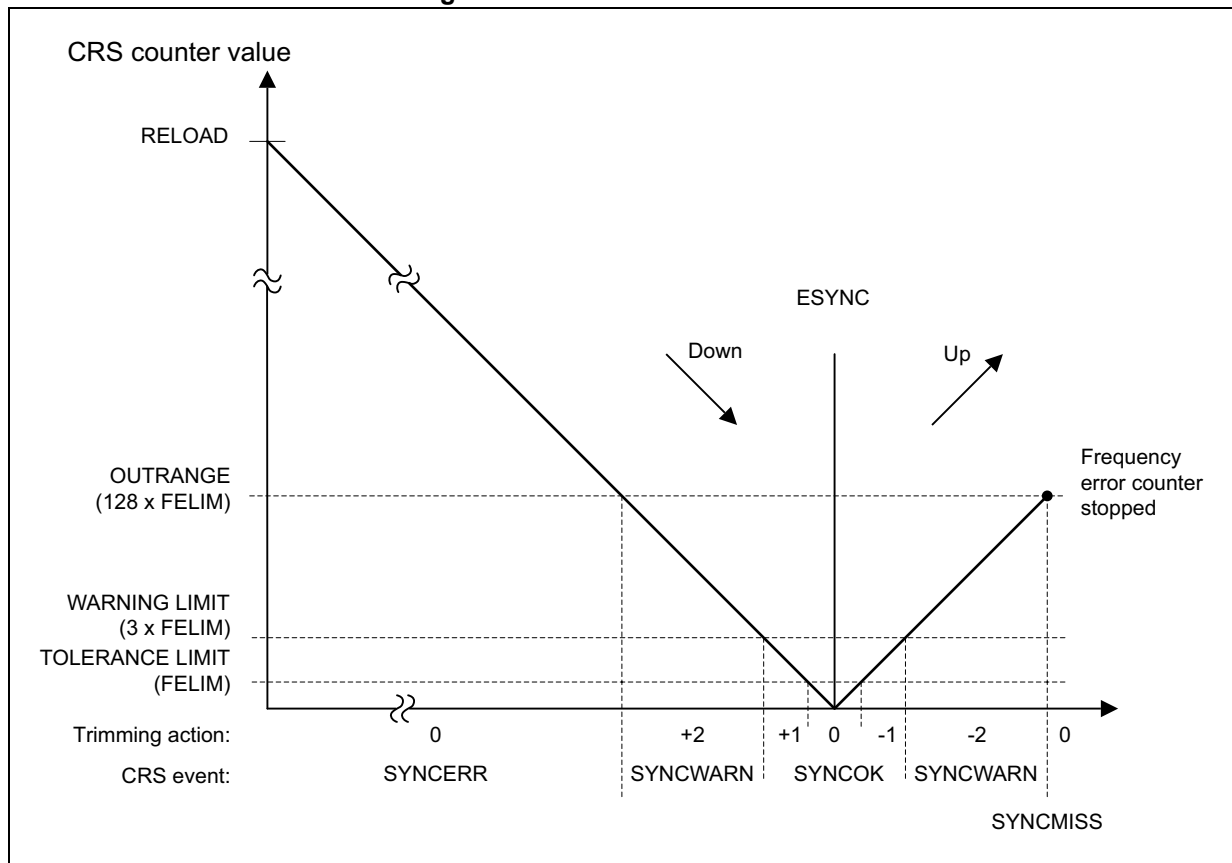 CRS counter value
RELOAD
ESYNC
Down
Up
Frequency
error counter
stopped
OUTRANGE
(128 x FELIM)
WARNING LIMIT
(3 x FELIM)
TOLERANCE LIMIT
(FELIM)
Trimming action: 0 +2 +1 0 -1 -2 0
CRS event: SYNCERR SYNCWARN SYNCOK SYNCWARN
SYNCMISS